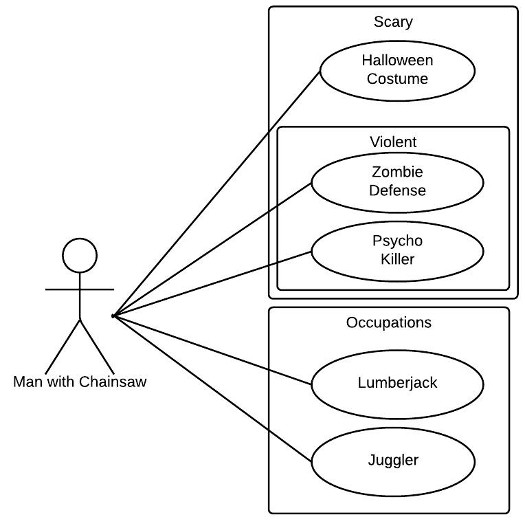 Scary
Halloween
Costume
Violent
Zombie
Defense
Psycho
Killer
Man with Chainsaw
Occupations
Lumberjack
Juggler